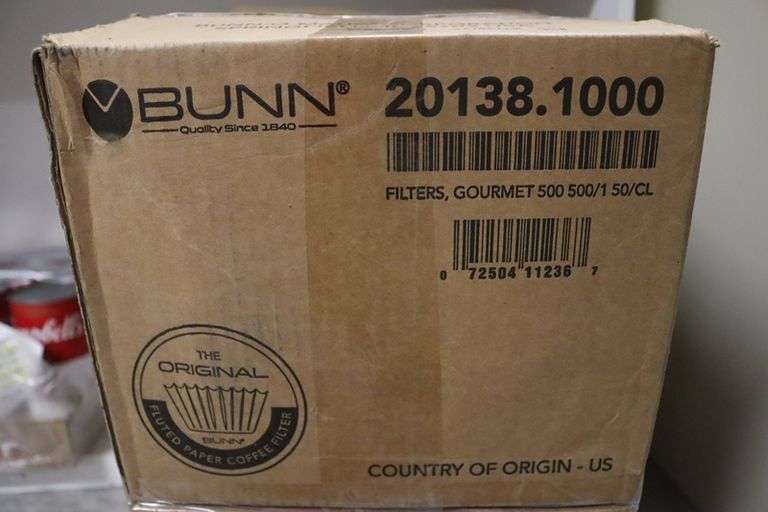 BUNN®
Quality Since 1840
20138.1000
FILTERS, GOURMET 500 500/1 50/CL
0 72504 11236 7
THE
ORIGINAL
BUNN®
FLUTED PAPER COFFEE FILTER
COUNTRY OF ORIGIN - US